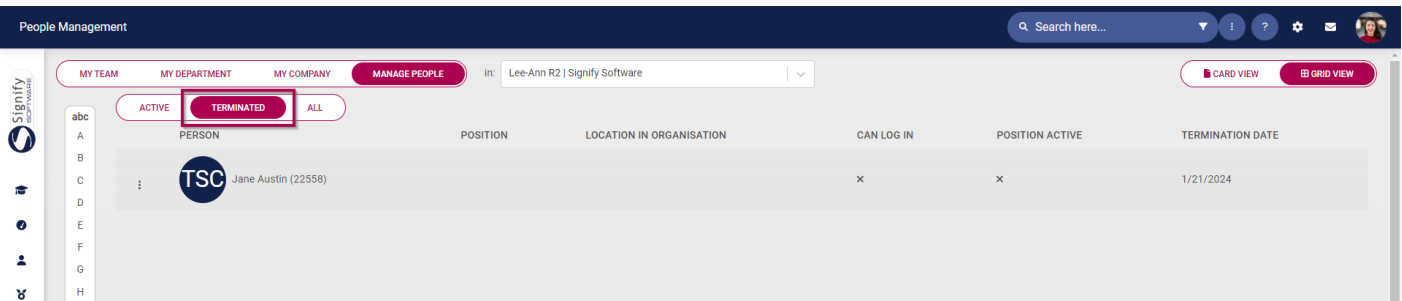 People Management
Search here...
?
Signify
SOFTWARE
MY TEAM MY DEPARTMENT MY COMPANY MANAGE PEOPLE in: Lee-Ann R2 | Signify Software CARD VIEW GRID VIEW
ACTIVE TERMINATED ALL
abc
PERSON POSITION LOCATION IN ORGANISATION CAN LOG IN POSITION ACTIVE TERMINATION DATE
A
B
TSC Jane Austin (22558) × × 1/21/2024
C
D
E
F
G
H